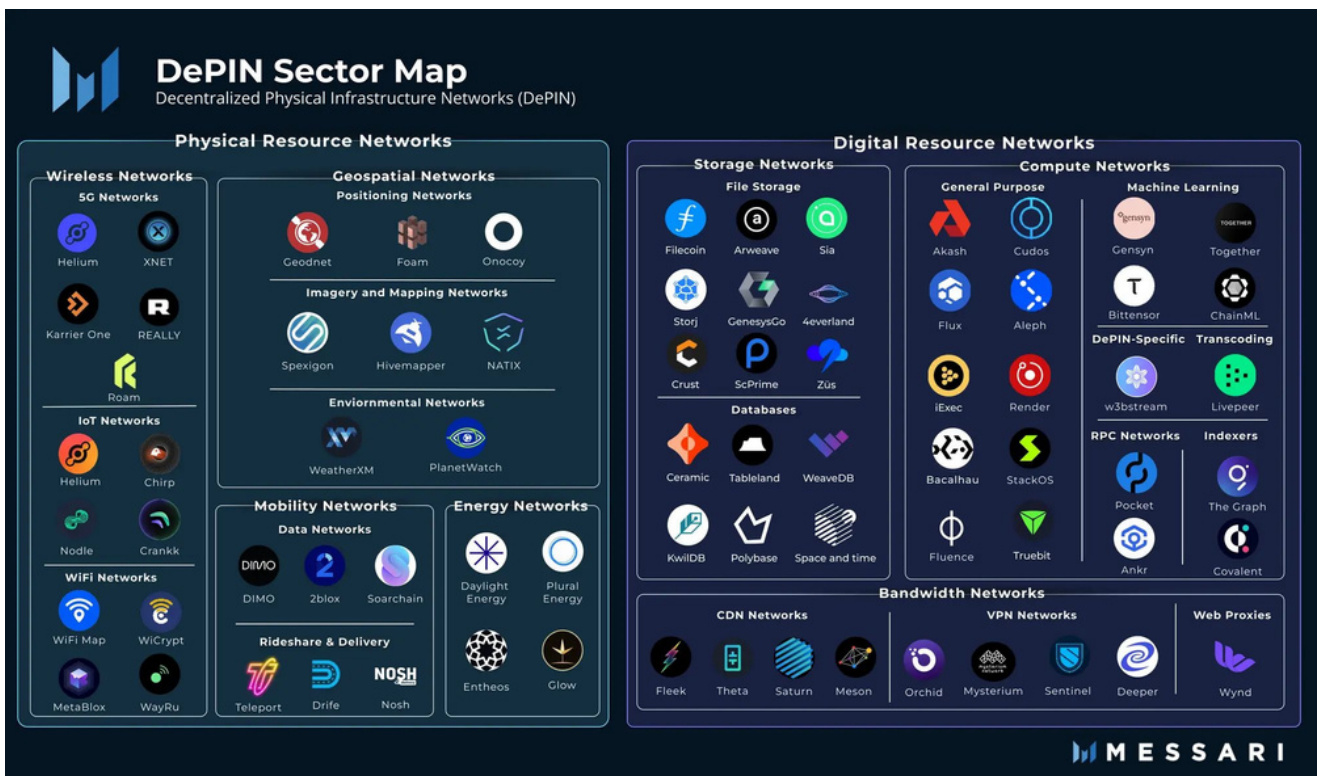 DePIN Sector Map
Decentralized Physical Infrastructure Networks (DePIN)
Physical Resource Networks
Wireless Networks
5G Networks
Helium XNET
Karrier One REALLY
Roam
IoT Networks
Helium Chirp
Nodle Crankk
WiFi Networks
WiFi Map WiCrypt
MetaBlox WayRu
Geospatial Networks
Positioning Networks
Geodnet Foam Onocoy
Imagery and Mapping Networks
Spexigon Hivemapper NATIX
Enviornmental Networks
WeatherXM PlanetWatch
Mobility Networks
Data Networks
DIMO
DIMO 2blox Soarchain
Rideshare & Delivery
NOSH
Teleport Drife Nosh
Energy Networks
Daylight Energy Plural Energy
Entheos Glow
Digital Resource Networks
Storage Networks
File Storage
Filecoin Arweave Sia
Storj GenesysGo 4everland
Crust ScPrime Züs
Databases
Ceramic Tableland WeaveDB
KwilDB Polybase Space and time
Compute Networks
General Purpose
Akash Cudos
Flux Aleph
iExec Render
Bacalhau StackOS
Fluence Truebit
Machine Learning
gensyn TOGETHER
Gensyn Together
Bittensor ChainML
DePIN-Specific Transcoding
w3bstream Livepeer
RPC Networks Indexers
Pocket The Graph
Ankr Covalent
Bandwidth Networks
CDN Networks
Fleek Theta Saturn Meson
VPN Networks
mysterium network
Orchid Mysterium Sentinel Deeper
Web Proxies
Wynd
MESSARI